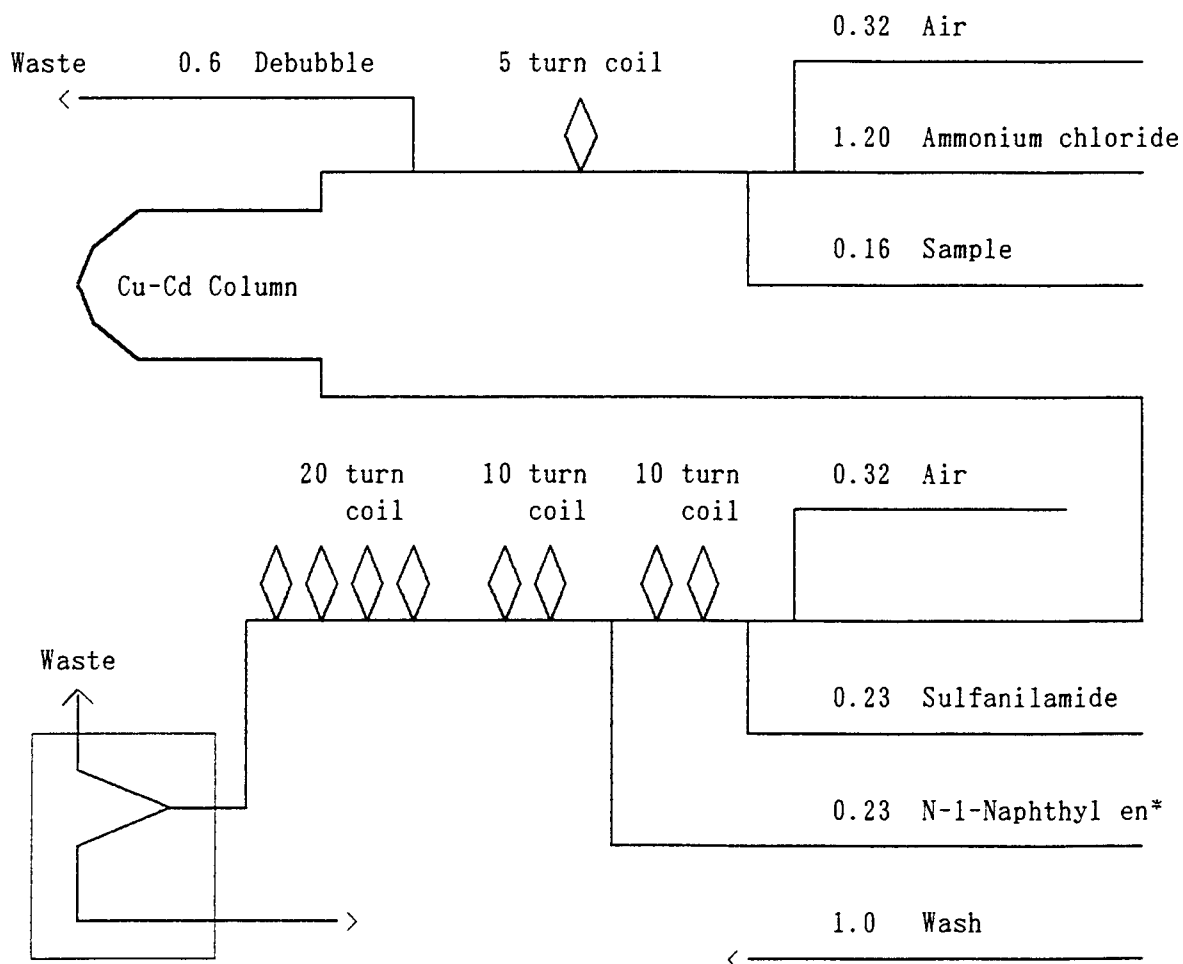 0.32 Air
Waste 0.6 Debubble 5 turn coil
1.20 Ammonium chloride
0.16 Sample
Cu-Cd Column
20 turn coil
10 turn coil
10 turn coil
0.32 Air
Waste
0.23 Sulfanilamide
0.23 N-1-Naphthyl en*
1.0 Wash